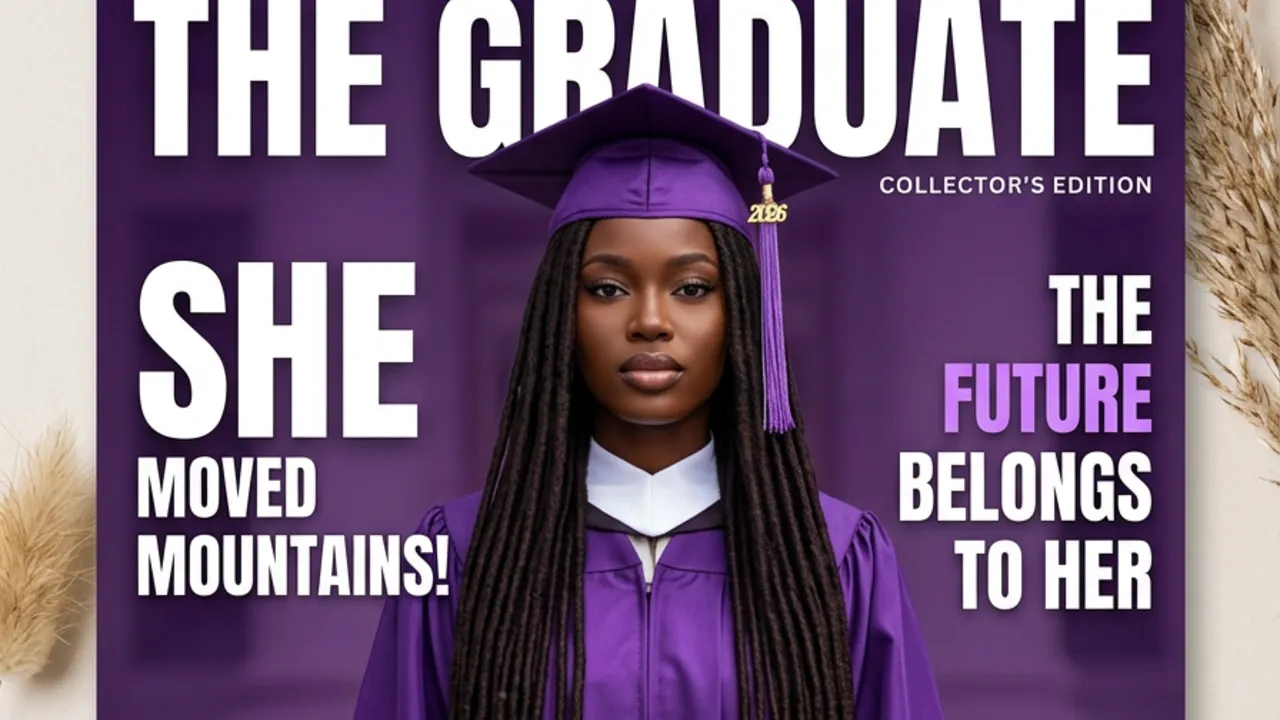 THE GRADUATE
COLLECTOR'S EDITION
2026
SHE
MOVED
MOUNTAINS!
THE
FUTURE
BELONGS
TO HER